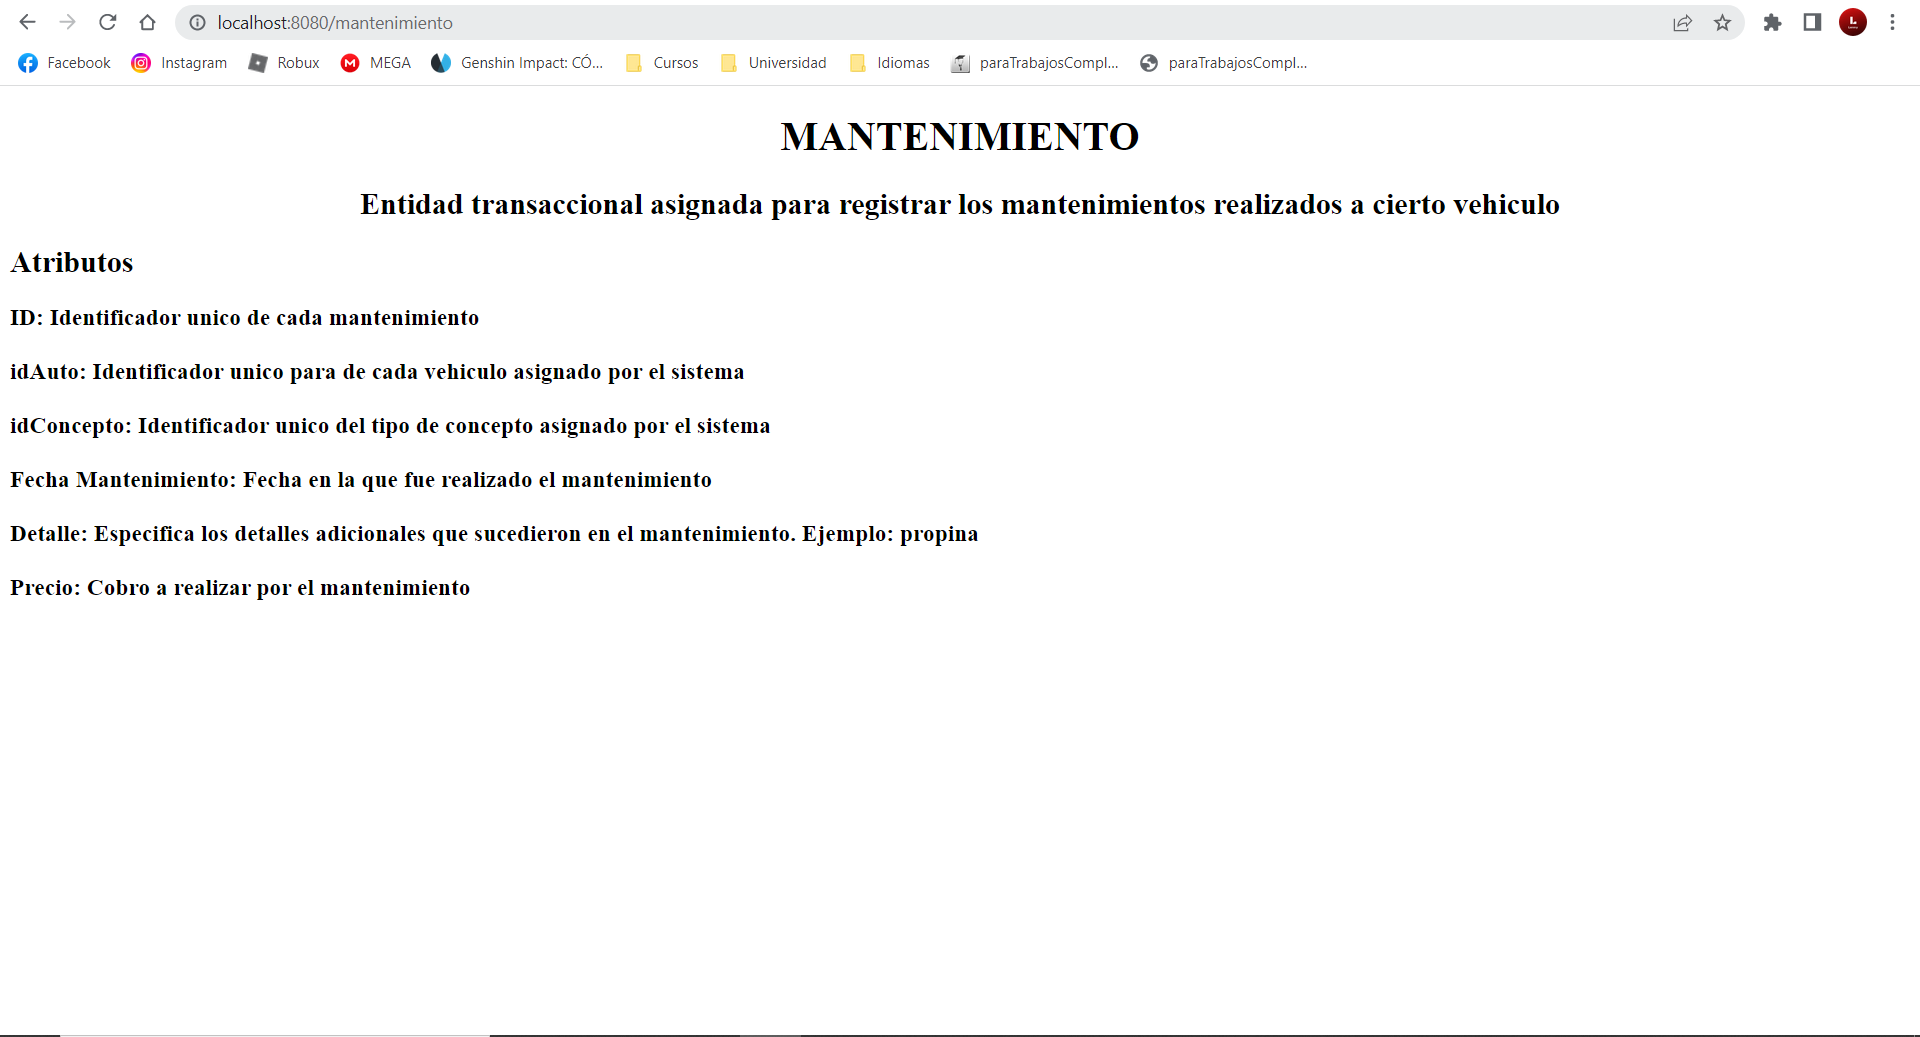 localhost:8080/mantenimiento
Facebook Instagram Robux MEGA Genshin Impact: CÓ... Cursos Universidad Idiomas paraTrabajosCompl... paraTrabajosCompl...
MANTENIMIENTO
Entidad transaccional asignada para registrar los mantenimientos realizados a cierto vehiculo
Atributos
ID: Identificador unico de cada mantenimiento
idAuto: Identificador unico para de cada vehiculo asignado por el sistema
idConcepto: Identificador unico del tipo de concepto asignado por el sistema
Fecha Mantenimiento: Fecha en la que fue realizado el mantenimiento
Detalle: Especifica los detalles adicionales que sucedieron en el mantenimiento. Ejemplo: propina
Precio: Cobro a realizar por el mantenimiento